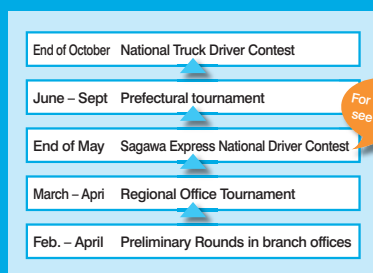 End of October National Truck Driver Contest
June – Sept Prefectural tournament
For
see
End of May Sagawa Express National Driver Contest
March – Apri Regional Office Tournament
Feb. – April Preliminary Rounds in branch offices